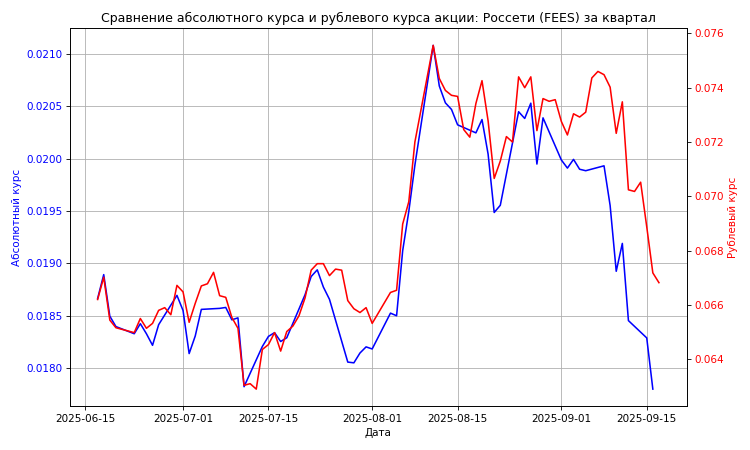 Сравнение абсолютного курса и рублевого курса акции: Россети (FEES) за квартал
0.0210
0.0205
0.0200
0.0195
0.0190
0.0185
0.0180
Абсолютный курс
0.076
0.074
0.072
0.070
0.068
0.066
0.064
Рублевый курс
2025-06-15 2025-07-01 2025-07-15 2025-08-01 2025-08-15 2025-09-01 2025-09-15
Дата